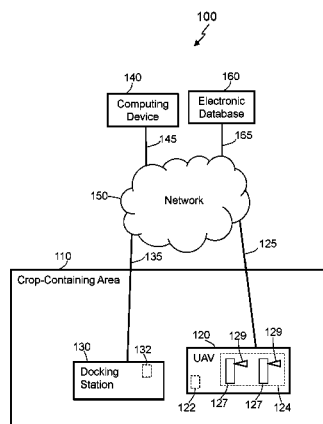 100
140
160
Computing
Device
Electronic
Database
145
165
150
Network
110
135
125
Crop-Containing Area
120
129
129
130
132
UAV
Docking
Station
122
127
127
124